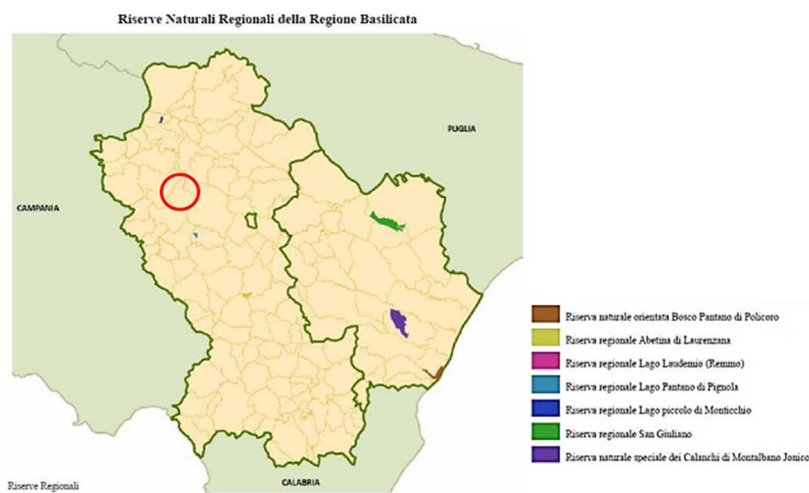 Riserve Naturali Regionali della Regione Basilicata
PUGLIA
CAMPANIA
Riserva naturale orientata Bosco Pantano di Policoro
Riserva regionale Abetina di Laurenzana
Riserva regionale Lago Laudemio (Remmo)
Riserva regionale Lago Pantano di Pignola
Riserva regionale Lago piccolo di Monticchio
Riserva regionale San Giuliano
Riserva naturale speciale dei Calanchi di Montalbano Jonico
CALABRIA
Riserve Regionali